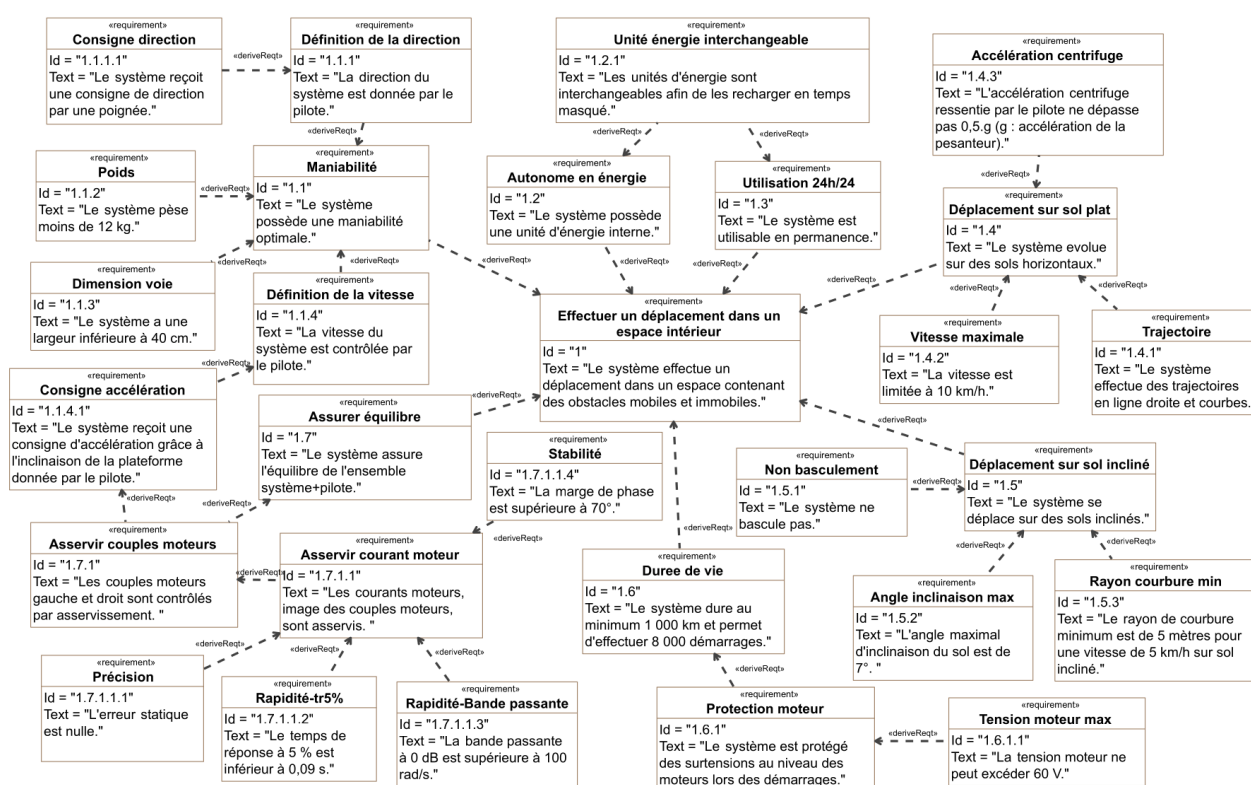 «requirement»
Consigne direction
Id = "1.1.1.1"
Text = "Le système reçoit
une consigne de direction
par une poignée."
«deriveReqt»
«requirement»
Définition de la direction
Id = "1.1.1"
Text = "La direction du
système est donnée par le
pilote."
«deriveReqt»
«requirement»
Unité énergie interchangeable
Id = "1.2.1"
Text = "Les unités d'énergie sont
interchangeables afin de les recharger en temps
masqué."
«deriveReqt»
«deriveReqt»
«requirement»
Accélération centrifuge
Id = "1.4.3"
Text = "L'accélération centrifuge
ressentie par le pilote ne dépasse
pas 0,5.g (g : accélération de la
pesanteur)."
«deriveReqt»
«requirement»
Poids
Id = "1.1.2"
Text = "Le système pèse
moins de 12 kg."
«deriveReqt»
«requirement»
Maniabilité
Id = "1.1"
Text = "Le système
possède une maniabilité
optimale."
«deriveReqt»
«requirement»
Autonome en énergie
Id = "1.2"
Text = "Le système possède
une unité d'énergie interne."
«deriveReqt»
«requirement»
Utilisation 24h/24
Id = "1.3"
Text = "Le système est
utilisable en permanence."
«deriveReqt»
«requirement»
Déplacement sur sol plat
Id = "1.4"
Text = "Le système evolue
sur des sols horizontaux."
«deriveReqt»
«requirement»
Dimension voie
Id = "1.1.3"
Text = "Le système a une
largeur inférieure à 40 cm."
«deriveReqt»
«requirement»
Définition de la vitesse
Id = "1.1.4"
Text = "La vitesse du
système est contrôlée par
le pilote."
«deriveReqt»
«requirement»
Effectuer un déplacement dans un
espace intérieur
Id = "1"
Text = "Le système effectue un
déplacement dans un espace contenant
des obstacles mobiles et immobiles."
«requirement»
Vitesse maximale
Id = "1.4.2"
Text = "La vitesse est
limitée à 10 km/h."
«deriveReqt»
«requirement»
Trajectoire
Id = "1.4.1"
Text = "Le système
effectue des trajectoires
en ligne droite et courbes.
«deriveReqt»
«requirement»
Consigne accélération
Id = "1.1.4.1"
Text = "Le système reçoit une
consigne d'accélération grâce à
l'inclinaison de la plateforme
donnée par le pilote."
«deriveReqt»
«requirement»
Assurer équilibre
Id = "1.7"
Text = "Le système assure
l'équilibre de l'ensemble
système+pilote."
«deriveReqt»
«requirement»
Stabilité
Id = "1.7.1.1.4"
Text = "La marge de phase
est supérieure à 70°."
«deriveReqt»
«requirement»
Non basculement
Id = "1.5.1"
Text = "Le système ne
bascule pas."
«deriveReqt»
«requirement»
Déplacement sur sol incliné
Id = "1.5"
Text = "Le système se
déplace sur des sols inclinés."
«deriveReqt»
«requirement»
Asservir couples moteurs
Id = "1.7.1"
Text = "Les couples moteurs
gauche et droit sont contrôlés
par asservissement. "
«deriveReqt»
«deriveReqt»
«requirement»
Asservir courant moteur
Id = "1.7.1.1"
Text = "Les courants moteurs,
image des couples moteurs,
sont asservis. "
«deriveReqt»
«requirement»
Duree de vie
Id = "1.6"
Text = "Le système dure au
minimum 1 000 km et permet
d'effectuer 8 000 démarrages."
«deriveReqt»
«requirement»
Angle inclinaison max
Id = "1.5.2"
Text = "L'angle maximal
d'inclinaison du sol est de
7°. "
«deriveReqt»
«requirement»
Rayon courbure min
Id = "1.5.3"
Text = "Le rayon de courbure
minimum est de 5 mètres pour
une vitesse de 5 km/h sur sol
incliné."
«deriveReqt»
«requirement»
Précision
Id = "1.7.1.1.1"
Text = "L'erreur statique
est nulle."
«deriveReqt»
«requirement»
Rapidité-tr5%
Id = "1.7.1.1.2"
Text = "Le temps de
réponse à 5 % est
inférieur à 0,09 s."
«deriveReqt»
«requirement»
Rapidité-Bande passante
Id = "1.7.1.1.3"
Text = "La bande passante
à 0 dB est supérieure à 100
rad/s."
«deriveReqt»
«requirement»
Protection moteur
Id = "1.6.1"
Text = "Le système est protégé
des surtensions au niveau des
moteurs lors des démarrages."
«deriveReqt»
«requirement»
Tension moteur max
Id = "1.6.1.1"
Text = "La tension moteur ne
peut excéder 60 V."
«deriveReqt»